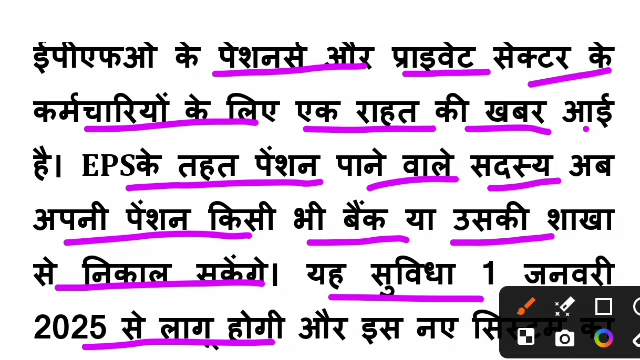 ईपीएफओ के पेंशनर्स और प्राइवेट सेक्टर के
कर्मचारियों के लिए एक राहत की खबर आई
है। EPSके तहत पेंशन पाने वाले सदस्य अब
अपनी पेंशन किसी भी बैंक या उसकी शाखा
से निकाल सकेंगे। यह सुविधा 1 जनवरी
2025 से लागू होगी और इस नए सिस्टम का